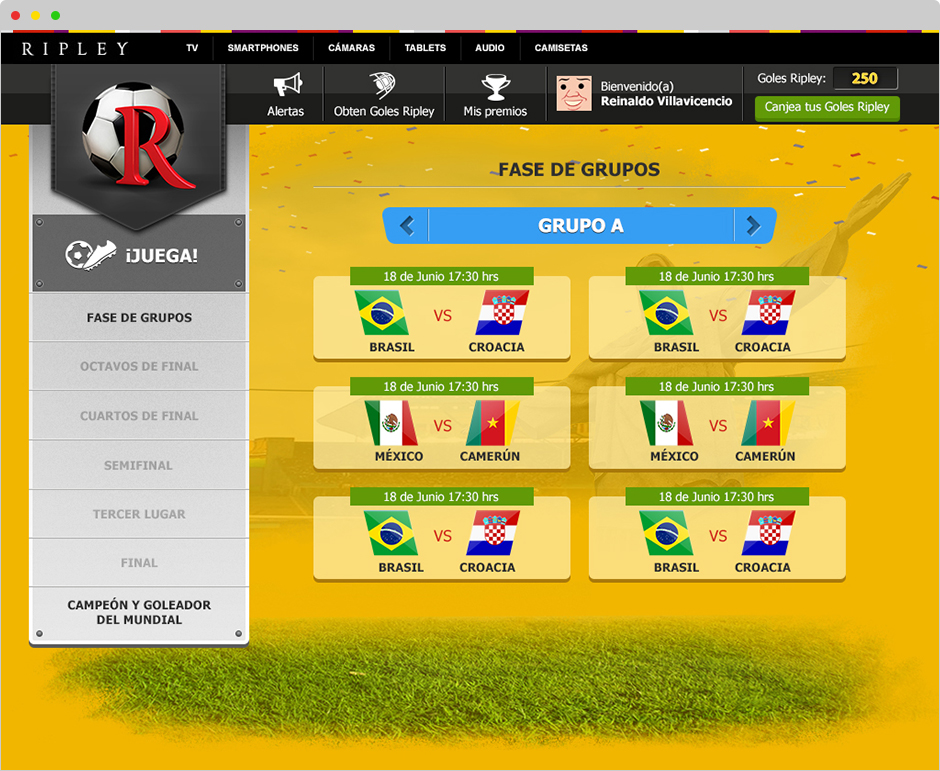 RIPLEY
TV
SMARTPHONES
CÁMARAS
TABLETS
AUDIO
CAMISETAS
R
Alertas
Obten Goles Ripley
Mis premios
Bienvenido(a)
Reinaldo Villavicencio
Goles Ripley:
250
Canjea tus Goles Ripley
¡JUEGA!
FASE DE GRUPOS
OCTAVOS DE FINAL
CUARTOS DE FINAL
SEMIFINAL
TERCER LUGAR
FINAL
CAMPEÓN Y GOLEADOR
DEL MUNDIAL
FASE DE GRUPOS
GRUPO A
18 de Junio 17:30 hrs
VS
BRASIL
CROACIA
18 de Junio 17:30 hrs
VS
BRASIL
CROACIA
18 de Junio 17:30 hrs
VS
MÉXICO
CAMERÚN
18 de Junio 17:30 hrs
VS
MÉXICO
CAMERÚN
18 de Junio 17:30 hrs
VS
BRASIL
CROACIA
18 de Junio 17:30 hrs
VS
BRASIL
CROACIA